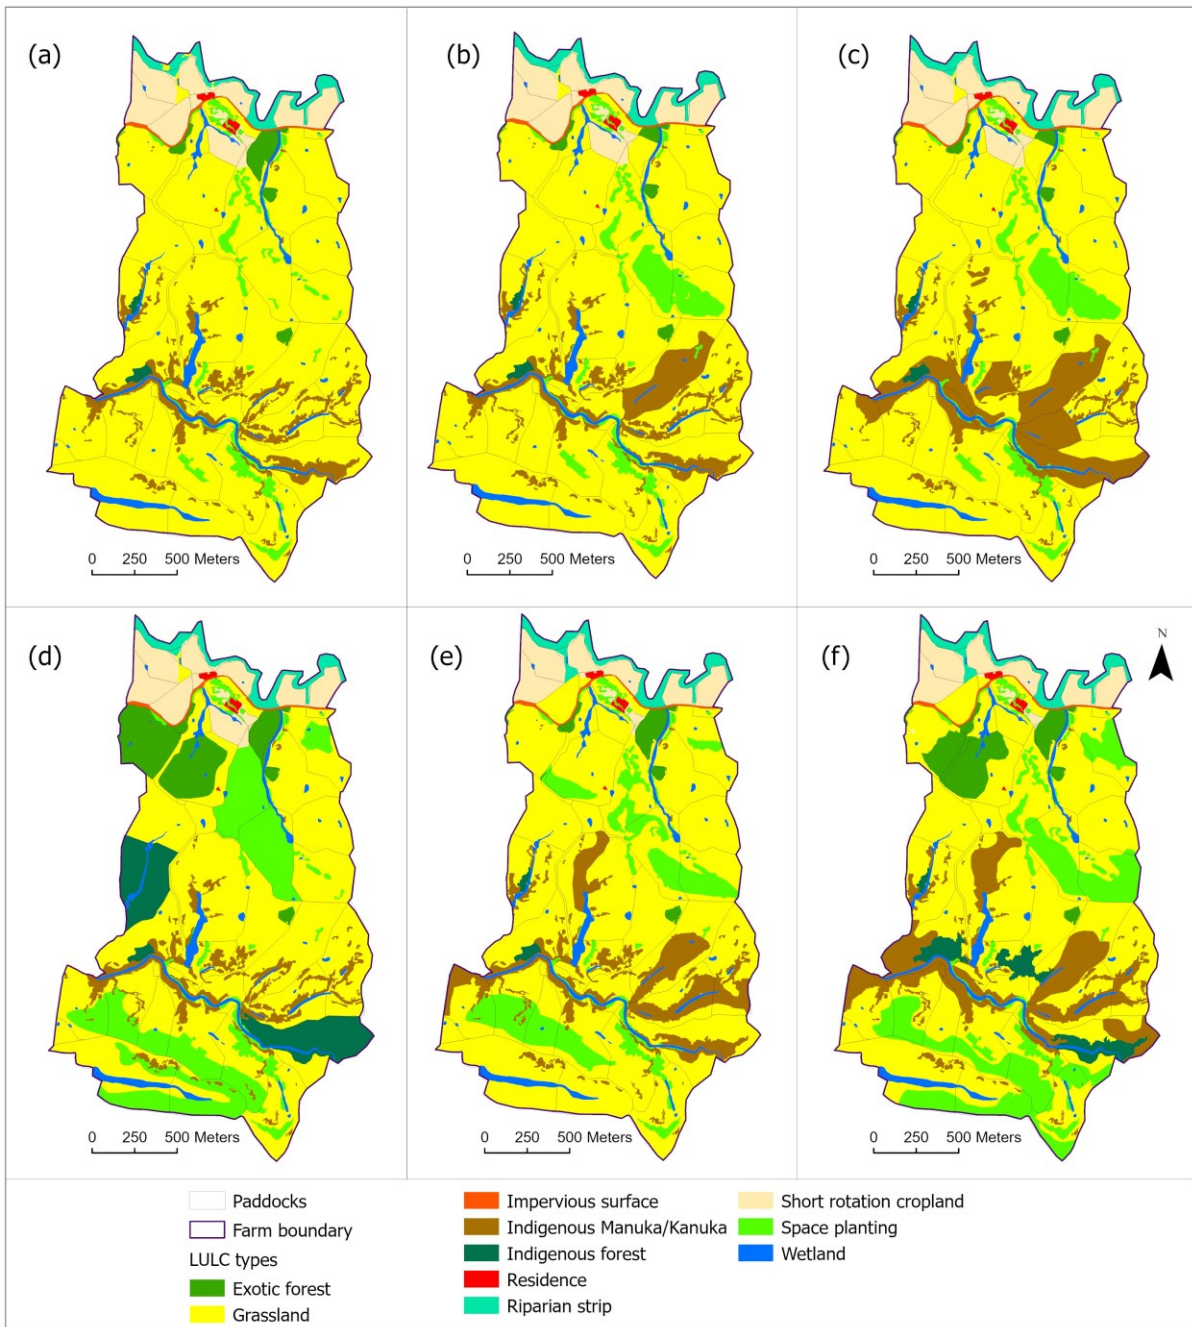 (a)
(b)
(c)
0 250 500 Meters
0 250 500 Meters
0 250 500 Meters
(d)
(e)
(f)
N
0 250 500 Meters
0 250 500 Meters
0 250 500 Meters
Paddocks
Farm boundary
LULC types
Exotic forest
Grassland
Impervious surface
Indigenous Manuka/Kanuka
Indigenous forest
Residence
Riparian strip
Short rotation cropland
Space planting
Wetland